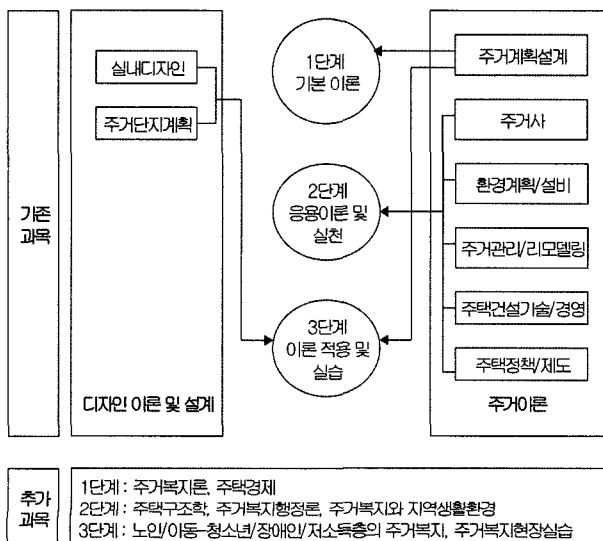 기존
과목
실내디자인
주거단지계획
디자인 이론 및 설계
1단계
기본 이론
2단계
응용이론 및
실천
3단계
이론 적용 및
실습
주거계획설계
주거사
환경계획/설비
주거관리/리모델링
주택건설기술/경영
주택정책/제도
주거이론
추가
과목
1단계 : 주거복지론, 주택경제
2단계 : 주택구조학, 주거복지행정론, 주거복지와 지역생활환경
3단계 : 노인/아동-청소년/장애인/저소득층의 주거복지, 주거복지현장실습